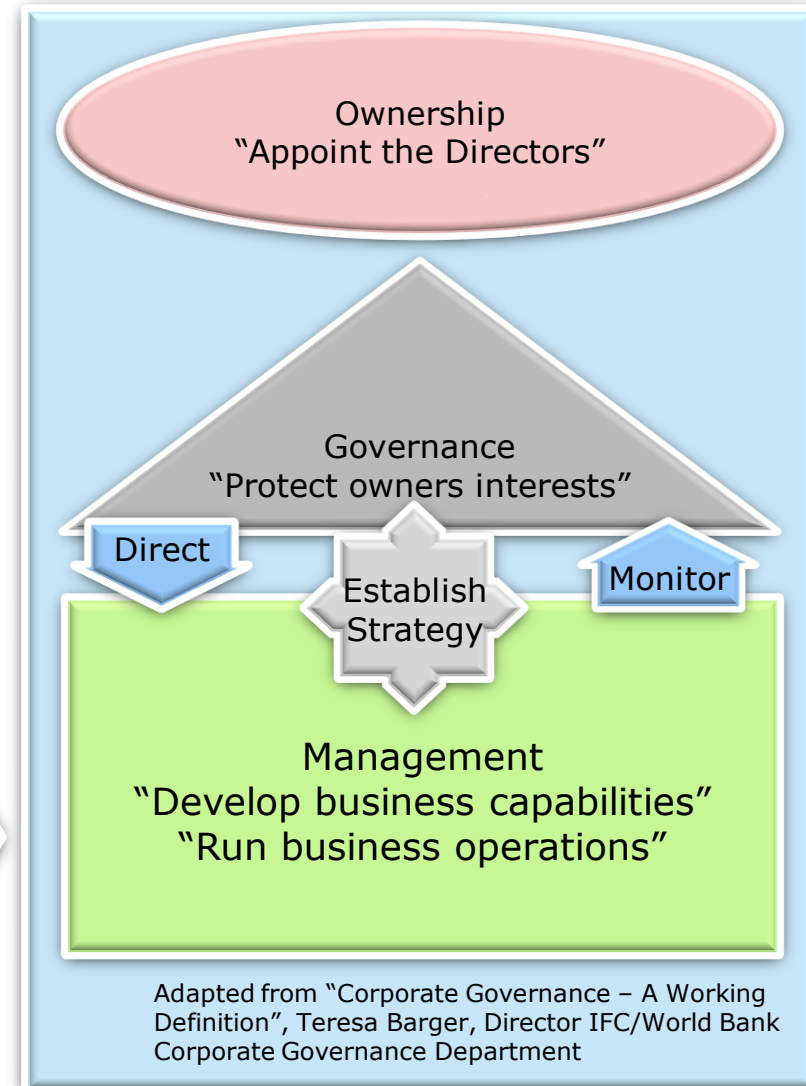 Ownership
“Appoint the Directors”
Governance
“Protect owners interests”
Direct
Establish
Strategy
Monitor
Management
“Develop business capabilities”
“Run business operations”
Adapted from “Corporate Governance – A Working
Definition”, Teresa Barger, Director IFC/World Bank
Corporate Governance Department